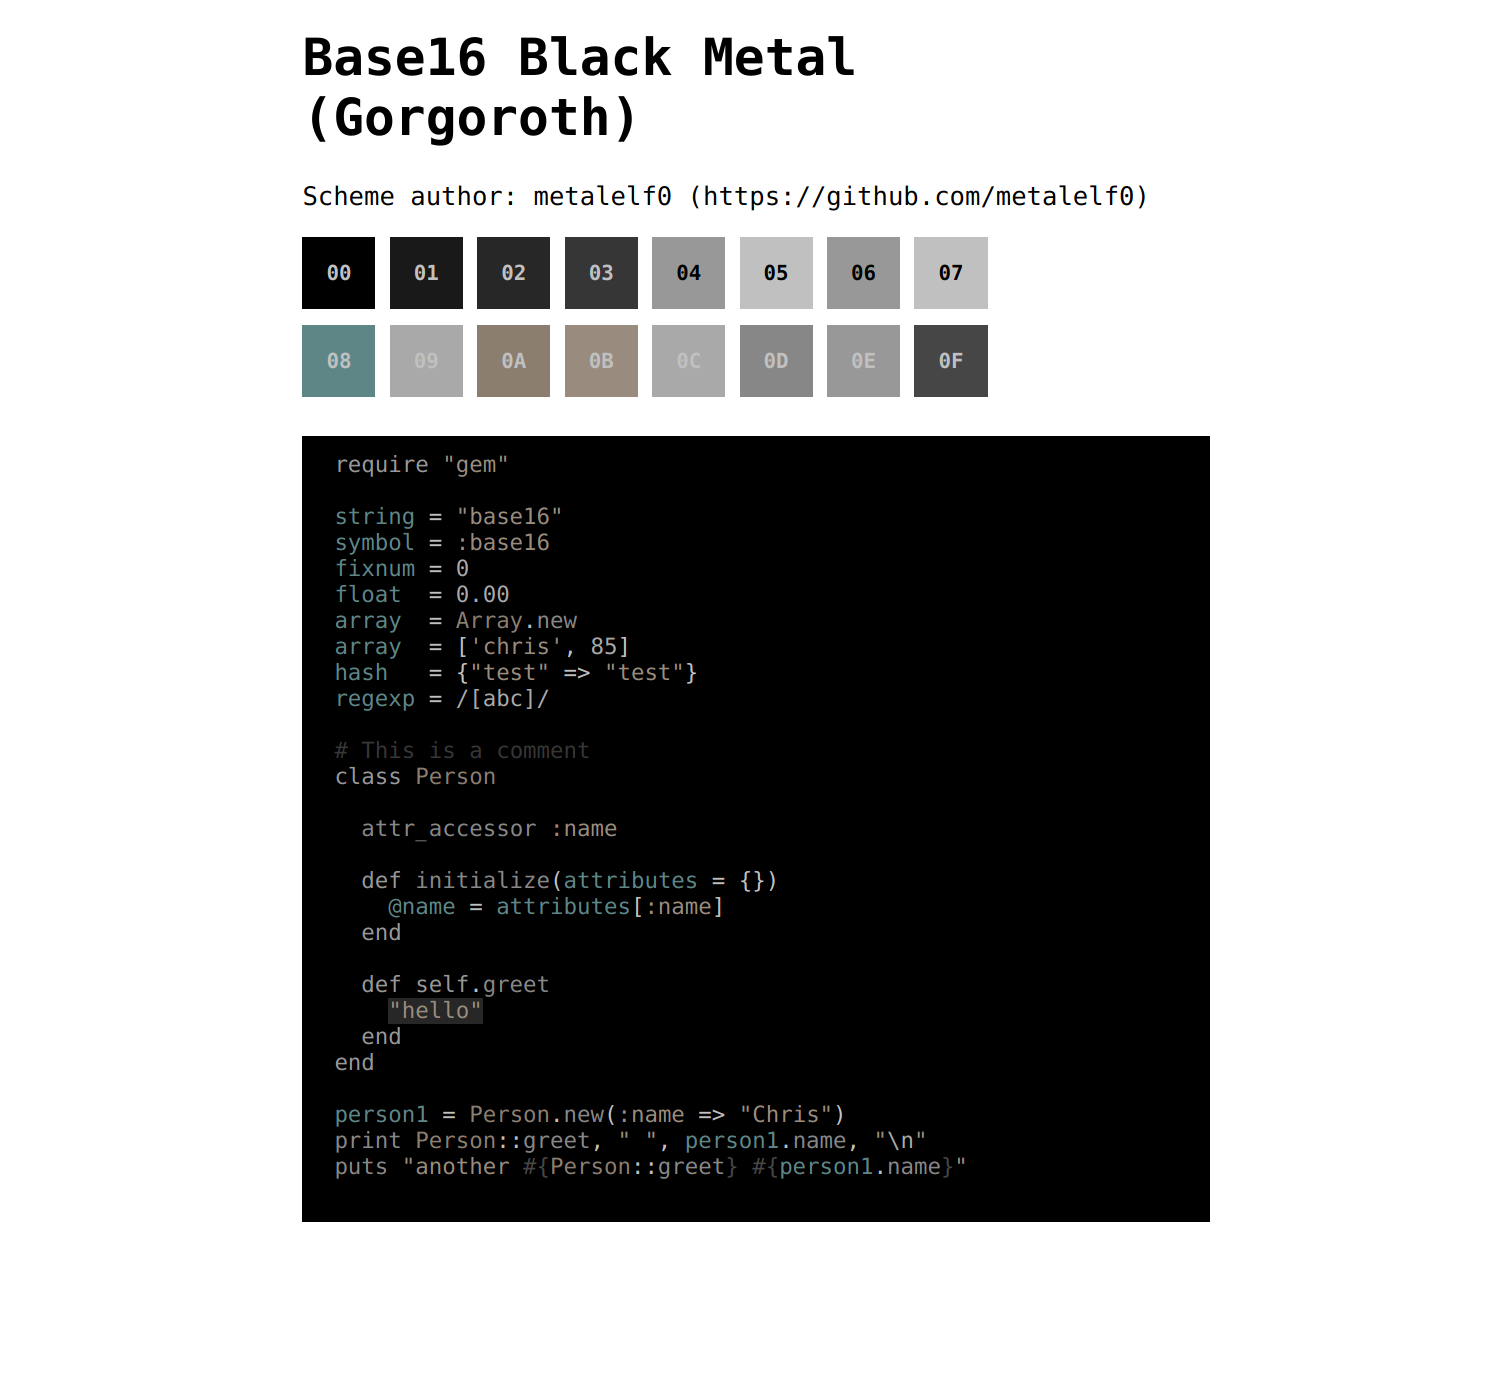 Base16 Black Metal
(Gorgoroth)
Scheme author: metalelf0 (https://github.com/metalelf0)
00 01 02 03 04 05 06 07
08 09 0A 0B 0C 0D 0E 0F
require "gem"
string = "base16"
symbol = :base16
fixnum = 0
float  = 0.00
array  = Array.new
array  = ['chris', 85]
hash   = {"test" => "test"}
regexp = /[abc]/
# This is a comment
class Person
  attr_accessor :name
  def initialize(attributes = {})
    @name = attributes[:name]
  end
  def self.greet
    "hello"
  end
end
person1 = Person.new(:name => "Chris")
print Person::greet, " ", person1.name, "\n"
puts "another #{Person::greet} #{person1.name}"